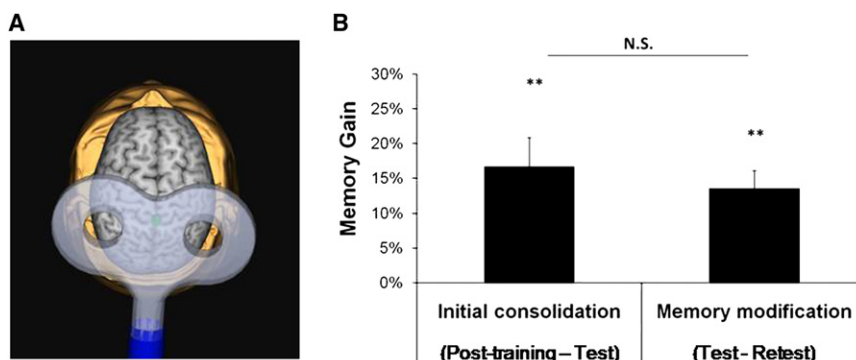 A
B
N.S.
30%
**
25%
**
20%
15%
10%
5%
0%
Memory Gain
Initial consolidation
(Post-training – Test)
Memory modification
(Test - Retest)